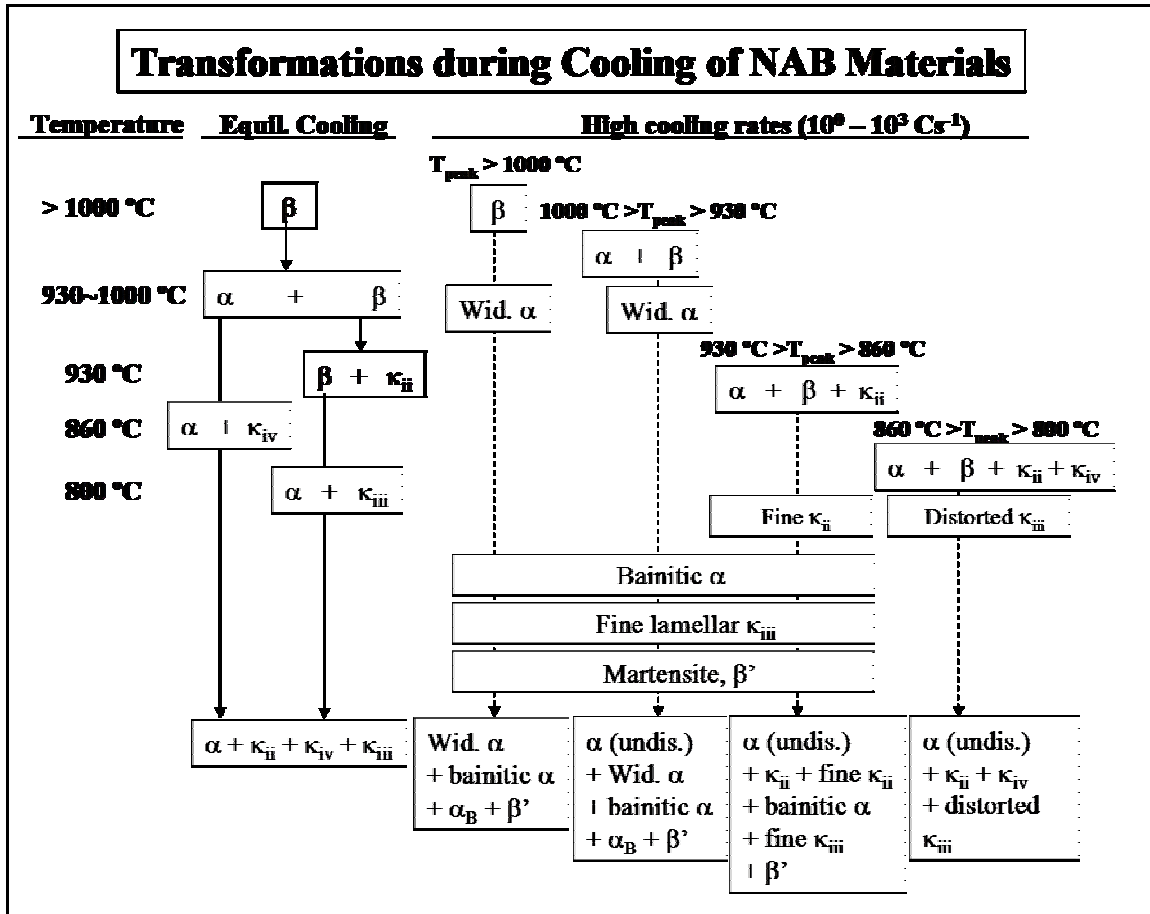 Transformations during Cooling of NAB Materials
Temperature
Equil. Cooling
High cooling rates (10⁰ – 10³ Cs⁻¹)
T_peak > 1000 °C
> 1000 °C
β
β
1000 °C >T_peak > 930 °C
α + β
930~1000 °C
α + β
Wid. α
Wid. α
930 °C >T_peak > 860 °C
930 °C
β + κ_ii
α + β + κ_ii
860 °C
α + κ_iv
860 °C >T_peak > 800 °C
α + β + κ_ii + κ_iv
800 °C
α + κ_iii
Fine κ_ii
Distorted κ_iii
Bainitic α
Fine lamellar κ_iii
Martensite, β’
α + κ_ii + κ_iv + κ_iii
Wid. α
+ bainitic α
+ α_B + β’
α (undis.)
+ Wid. α
+ bainitic α
+ α_B + β’
α (undis.)
+ κ_ii + fine κ_ii
+ bainitic α
+ fine κ_iii
+ β’
α (undis.)
+ κ_ii + κ_iv
+ distorted
κ_iii